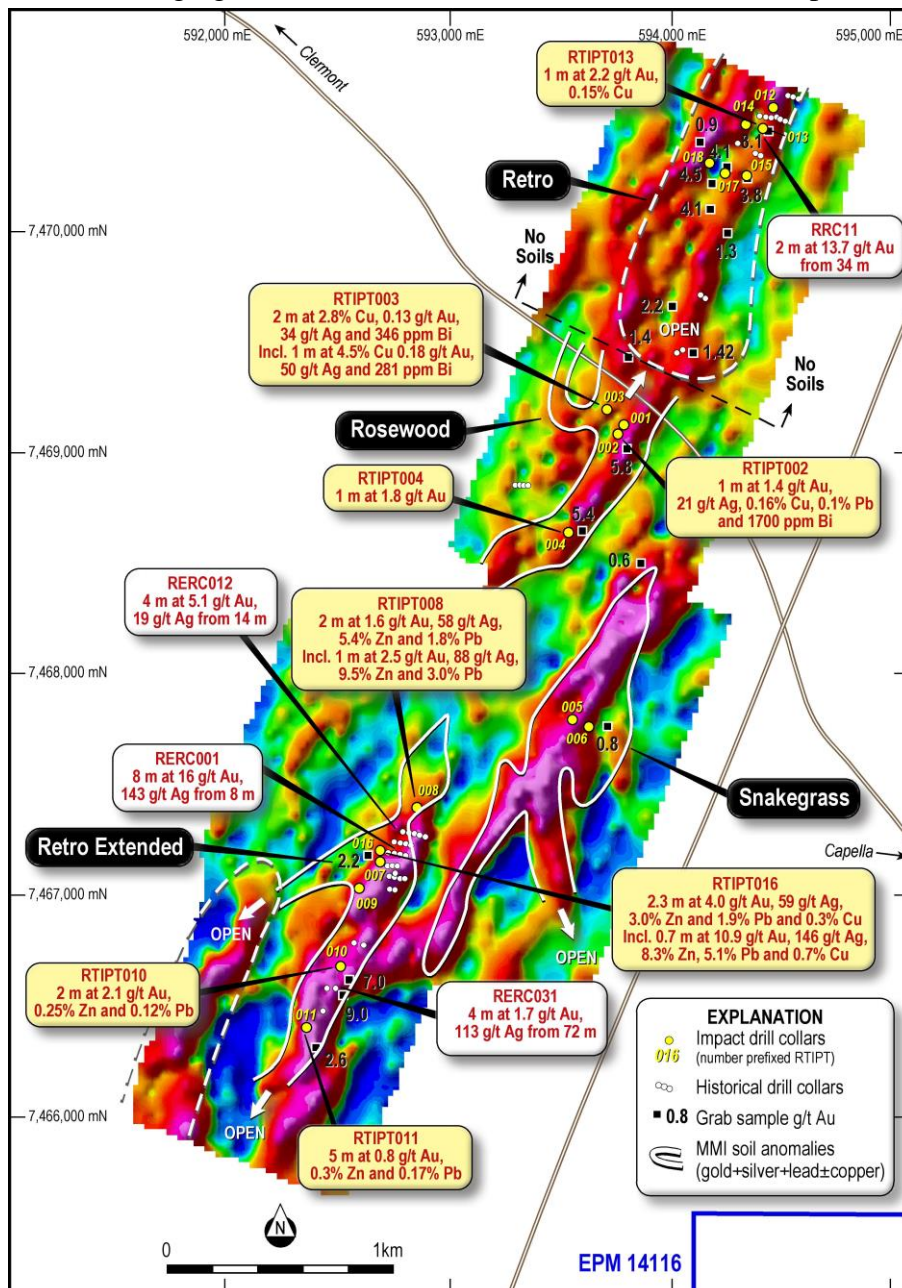 592,000 mE
593,000 mE
594,000 mE
595,000 mE
Clermont
RTIPT013
1 m at 2.2 g/t Au,
0.15% Cu
012
014
013
0.9
8.1
4.1
018
015
4.5
017
3.8
4.1
Retro
1.3
7,470,000 mN
RRC11
2 m at 13.7 g/t Au
from 34 m
No
Soils
2.2
OPEN
1.4
1.42
No
Soils
RTIPT003
2 m at 2.8% Cu, 0.13 g/t Au,
34 g/t Ag and 346 ppm Bi
Incl. 1 m at 4.5% Cu 0.18 g/t Au,
50 g/t Ag and 281 ppm Bi
003
001
002
Rosewood
7,469,000 mN
5.8
RTIPT002
1 m at 1.4 g/t Au,
21 g/t Ag, 0.16% Cu, 0.1% Pb
and 1700 ppm Bi
RTIPT004
1 m at 1.8 g/t Au
5.4
004
0.6
RERC012
4 m at 5.1 g/t Au,
19 g/t Ag from 14 m
RTIPT008
2 m at 1.6 g/t Au, 58 g/t Ag,
5.4% Zn and 1.8% Pb
Incl. 1 m at 2.5 g/t Au, 88 g/t Ag,
9.5% Zn and 3.0% Pb
7,468,000 mN
005
006
0.8
RERC001
8 m at 16 g/t Au,
143 g/t Ag from 8 m
008
Snakegrass
Retro Extended
016
2.2
007
009
Capella
7,467,000 mN
RTIPT016
2.3 m at 4.0 g/t Au, 59 g/t Ag,
3.0% Zn and 1.9% Pb and 0.3% Cu
Incl. 0.7 m at 10.9 g/t Au, 146 g/t Ag,
8.3% Zn, 5.1% Pb and 0.7% Cu
OPEN
OPEN
010
7.0
RTIPT010
2 m at 2.1 g/t Au,
0.25% Zn and 0.12% Pb
9.0
RERC031
4 m at 1.7 g/t Au,
113 g/t Ag from 72 m
011
2.6
7,466,000 mN
OPEN
RTIPT011
5 m at 0.8 g/t Au,
0.3% Zn and 0.17% Pb
EXPLANATION
016
Impact drill collars
(number prefixed RTIPT)
Historical drill collars
0.8 Grab sample g/t Au
MMI soil anomalies
(gold+silver+lead±copper)
N
0 1km
EPM 14116